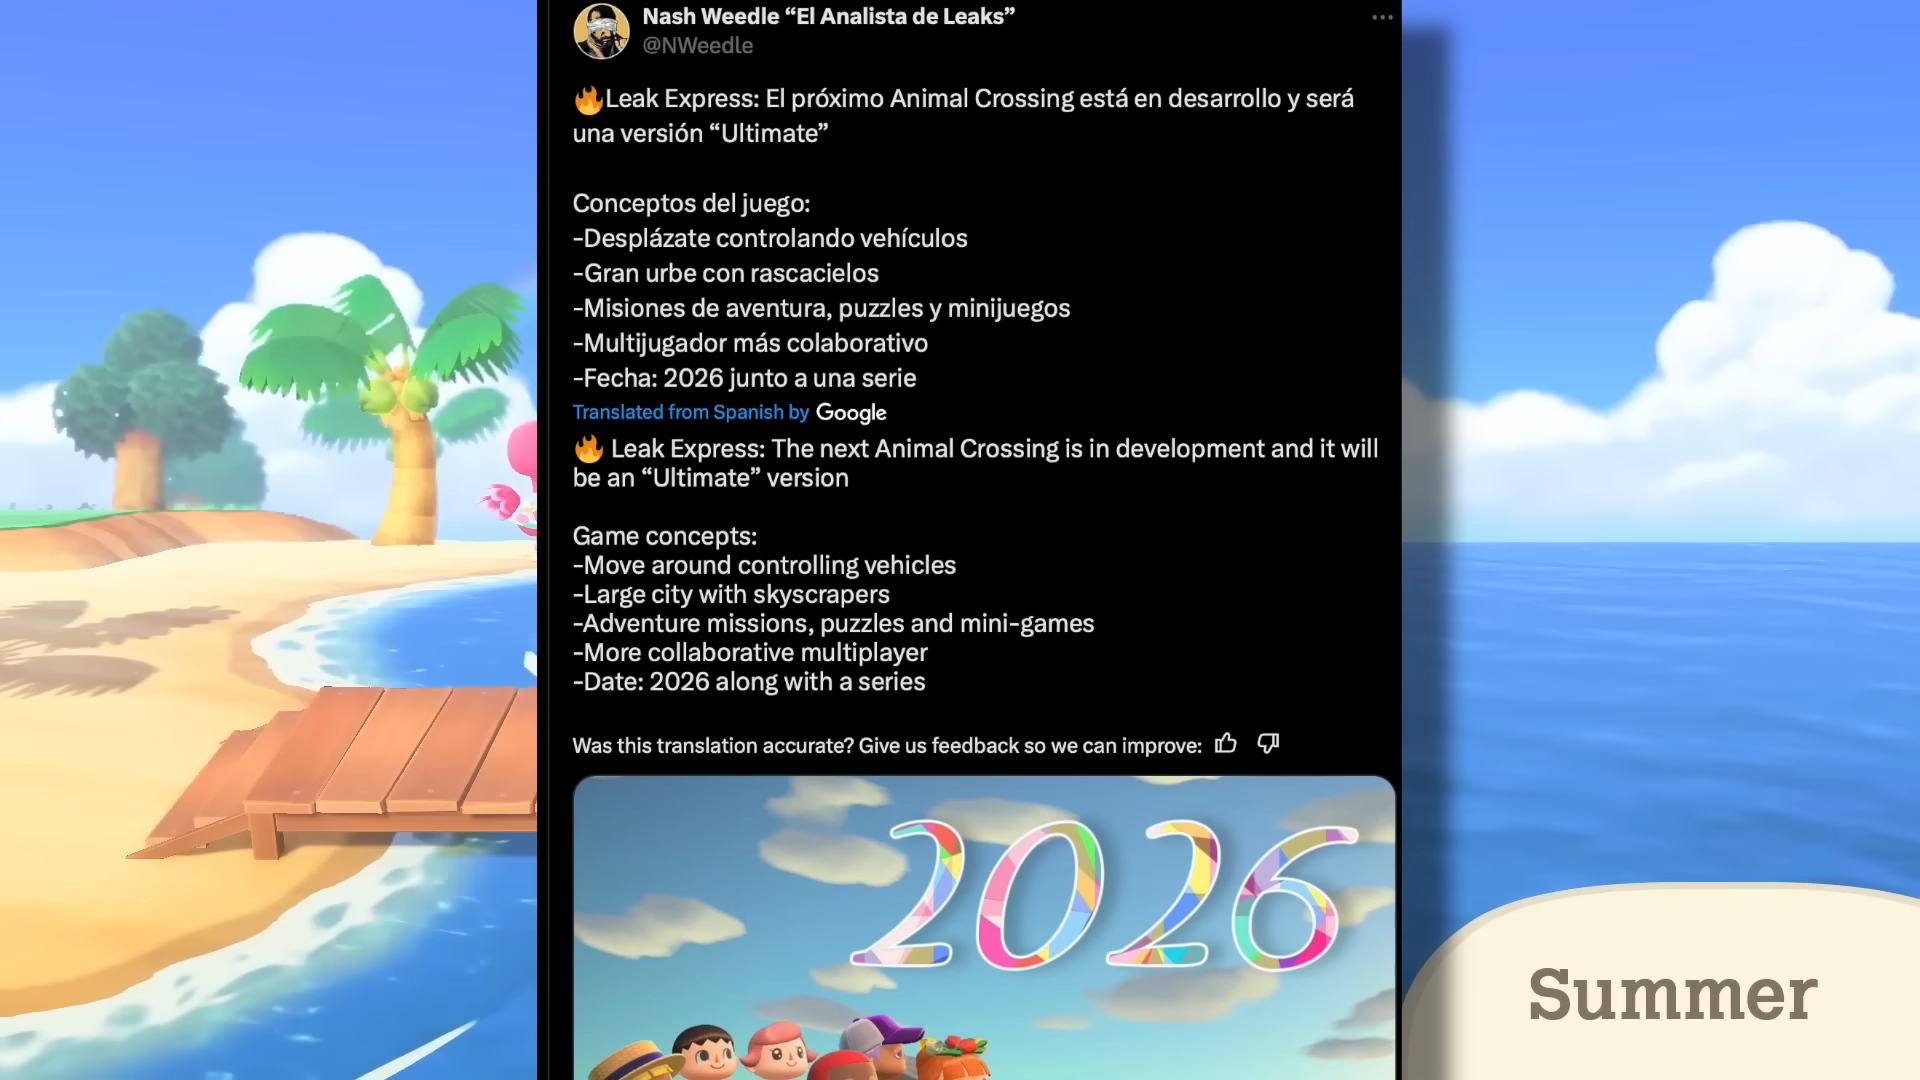 Nash Weedle “El Analista de Leaks”
@NWeedle
🔥Leak Express: El próximo Animal Crossing está en desarrollo y será
una versión “Ultimate”
Conceptos del juego:
-Desplázate controlando vehículos
-Gran urbe con rascacielos
-Misiones de aventura, puzzles y minijuegos
-Multijugador más colaborativo
-Fecha: 2026 junto a una serie
Translated from Spanish by Google
🔥 Leak Express: The next Animal Crossing is in development and it will
be an “Ultimate” version
Game concepts:
-Move around controlling vehicles
-Large city with skyscrapers
-Adventure missions, puzzles and mini-games
-More collaborative multiplayer
-Date: 2026 along with a series
Was this translation accurate? Give us feedback so we can improve:
2026
Summer